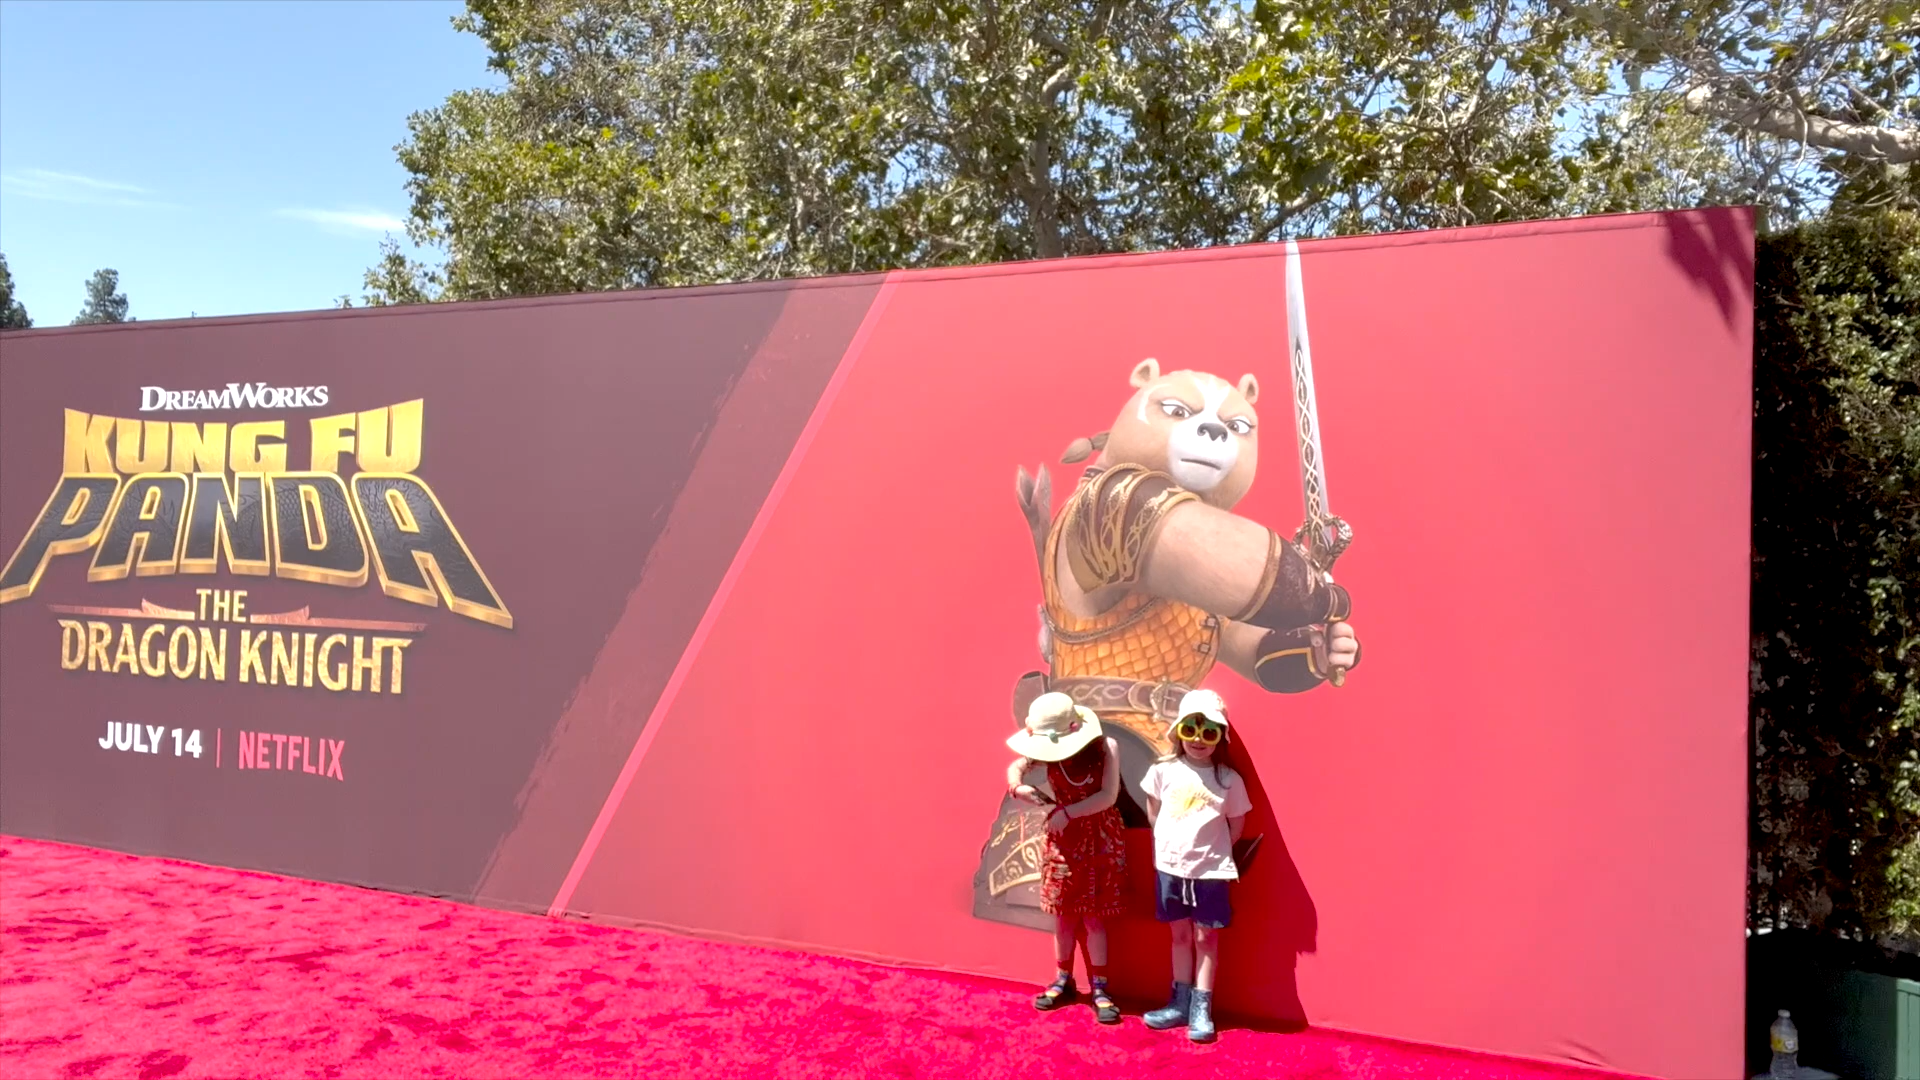 DREAMWORKS
KUNG FU
PANDA
THE
DRAGON KNIGHT
JULY 14 | NETFLIX